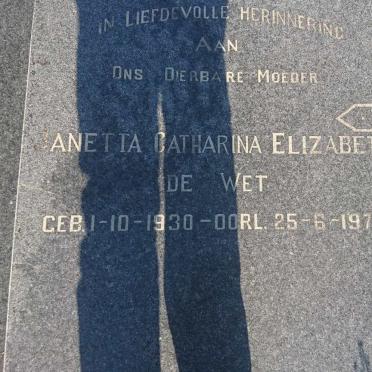 IN LIEFDEVOLLE HERINNERING
AAN
ONS DIERBARE MOEDER
JANETTA CATHARINA ELIZABET
DE WET
GEB. 1-10-1930 - OORL. 25-6-197